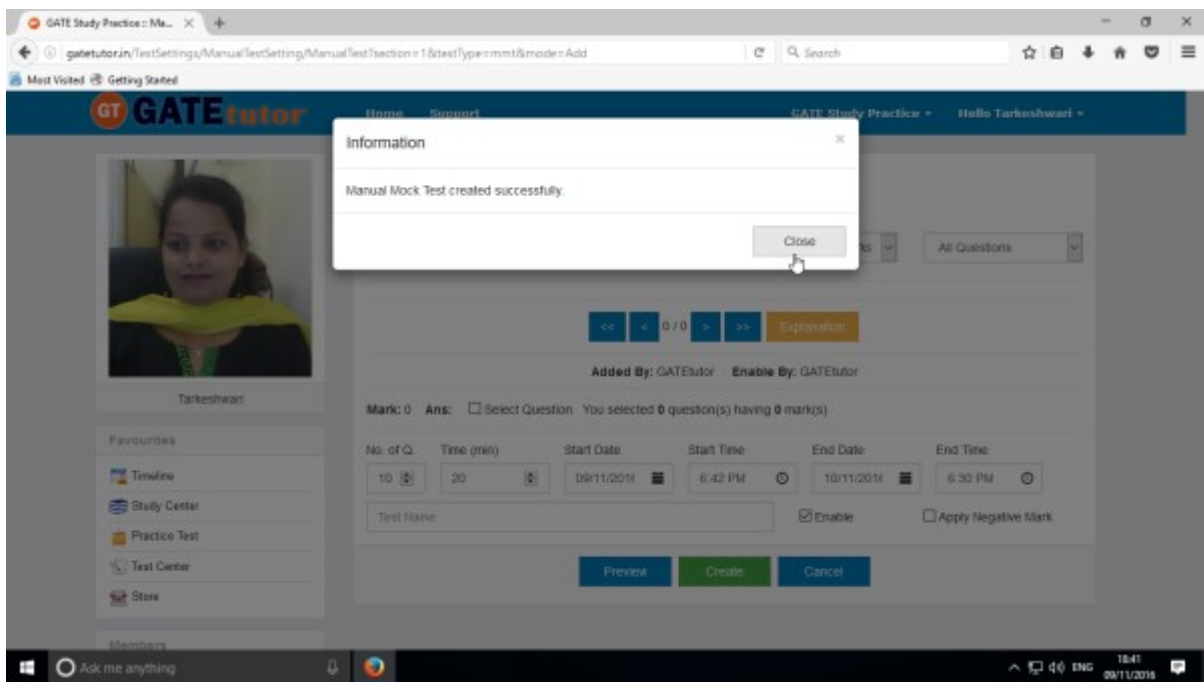 GATE Study Practice :: Ma...
gatetutor.in/TestSettings/ManualTestSetting/ManualTest?section=1&testType=mmt&mode=Add
Search
Most Visited Getting Started
GT GATEtutor
Home Support GATE Study Practice Hello Tarkeshwari
Information
Manual Mock Test created successfully.
Close
All Questions
<< < 0 / 0 > >> Explanation
Added By: GATEtutor Enable By: GATEtutor
Tarkeshwari
Mark: 0 Ans: Select Question You selected 0 question(s) having 0 mark(s)
Favourites
Timeline
Study Center
Practice Test
Test Center
Store
Members
No. of Q. Time (min) Start Date Start Time End Date End Time
10 20 09/11/201 6:42 PM 10/11/201 6:30 PM
Test Name Enable Apply Negative Mark
Preview Create Cancel
Ask me anything
ENG 18:41
09/11/2016